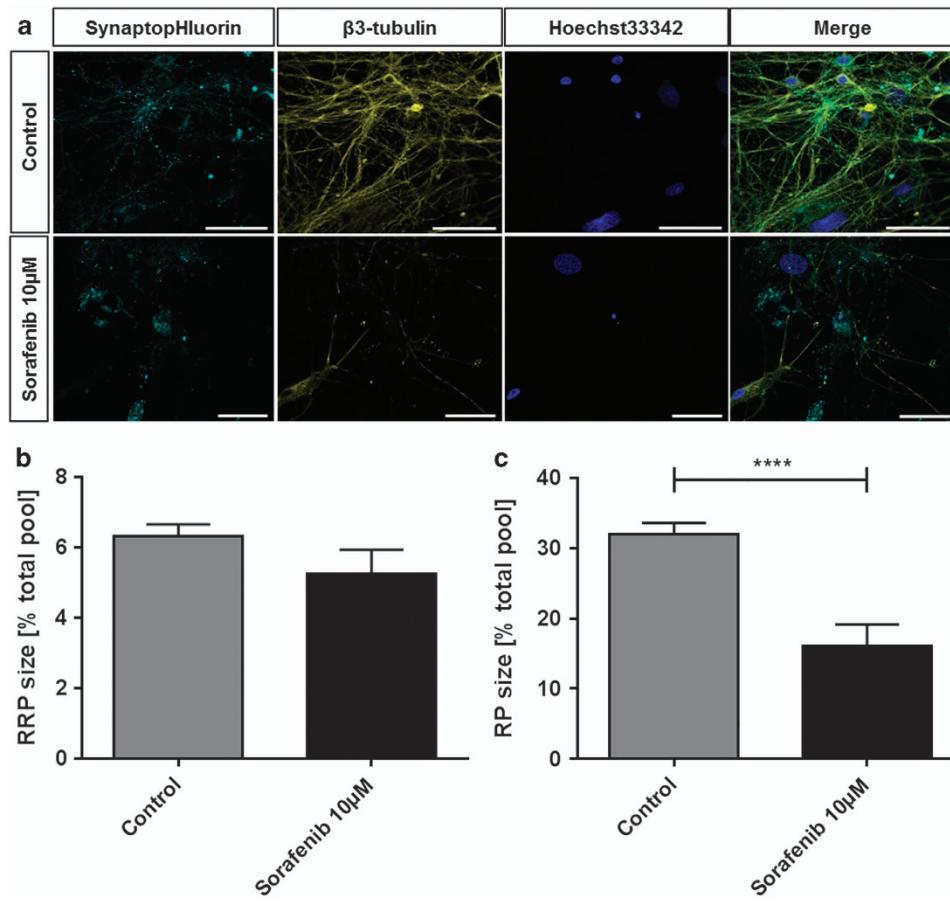 a
SynaptopHluorin β3-tubulin Hoechst33342 Merge
Control
Sorafenib 10µM
b
RRP size [% total pool]
8
6
4
2
0
Control
Sorafenib 10µM
c
RP size [% total pool]
40
30
20
10
0
****
Control
Sorafenib 10µM